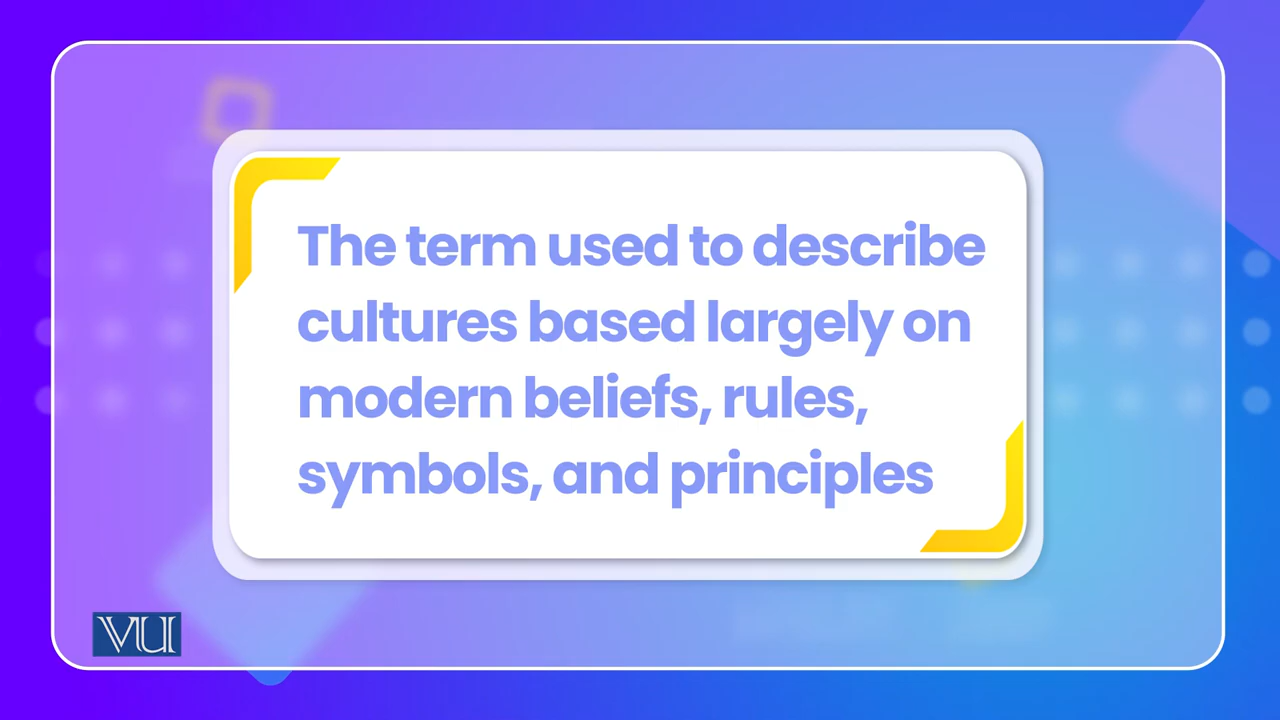 The term used to describe
cultures based largely on
modern beliefs, rules,
symbols, and principles
VU